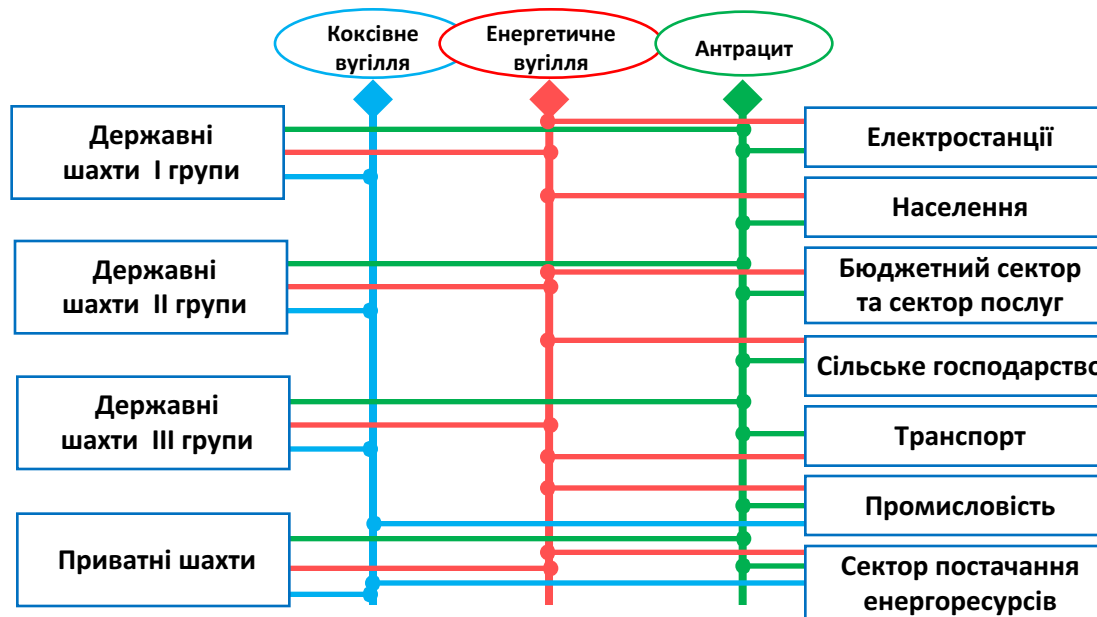 Коксівне
вугілля
Енергетичне
вугілля
Антрацит
Державні
шахти І групи
Державні
шахти ІІ групи
Державні
шахти ІІІ групи
Приватні шахти
Електростанції
Населення
Бюджетний сектор
та сектор послуг
Сільське господарство
Транспорт
Промисловість
Сектор постачання
енергоресурсів